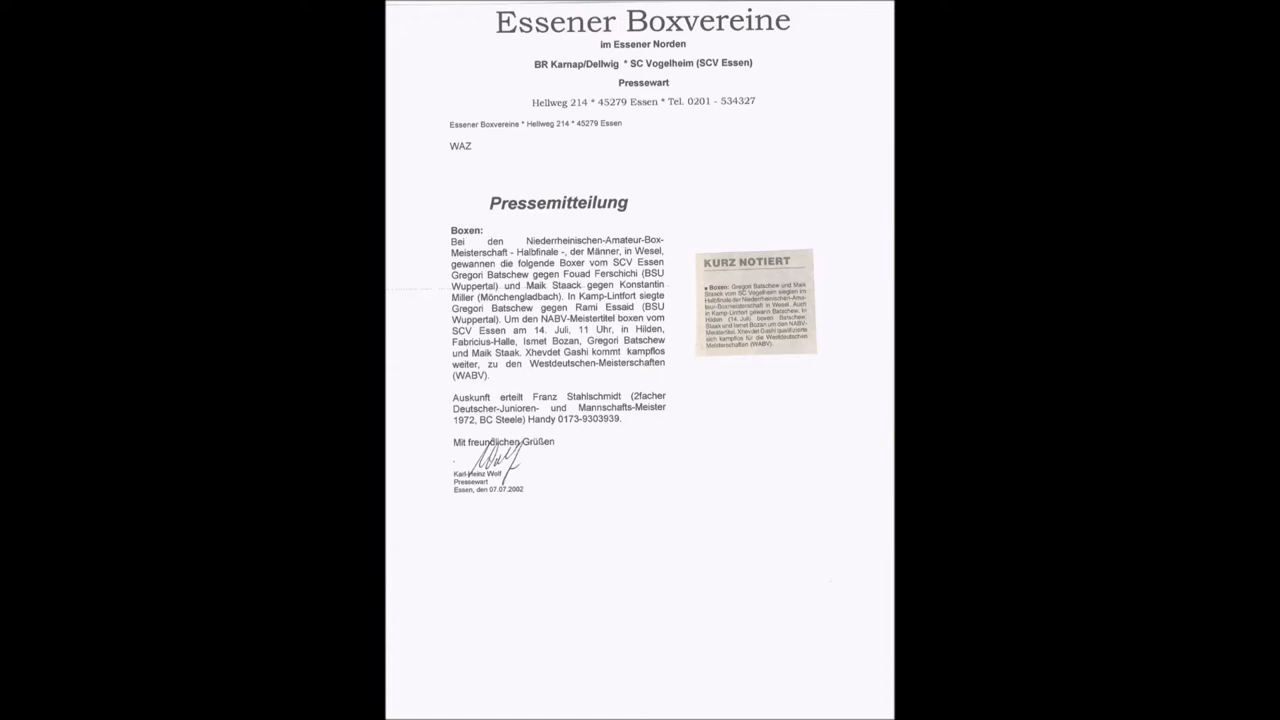 Essener Boxvereine
im Essener Norden
BR Karnap/Dellwig * SC Vogelheim (SCV Essen)
Pressewart
Hellweg 214 * 45279 Essen * Tel. 0201 - 534327
Essener Boxvereine * Hellweg 214 * 45279 Essen
WAZ
Pressemitteilung
Boxen:
Bei den Niederrheinischen-Amateur-Box-
Meisterschaft - Halbfinale -, der Männer, in Wesel,
gewannen die folgende Boxer vom SCV Essen
Gregori Batschew gegen Fouad Ferschichi (BSU
Wuppertal) und Maik Staack gegen Konstantin
Miller (Mönchengladbach). In Kamp-Lintfort siegte
Gregori Batschew gegen Rami Essaid (BSU
Wuppertal). Um den NABV-Meistertitel boxen vom
SCV Essen am 14. Juli, 11 Uhr, in Hilden,
Fabricius-Halle, Ismet Bozan, Gregori Batschew
und Maik Staak. Xhevdet Gashi kommt kampflos
weiter, zu den Westdeutschen-Meisterschaften
(WABV).
Auskunft erteilt Franz Stahlschmidt (2facher
Deutscher-Junioren- und Mannschafts-Meister
1972, BC Steele) Handy 0173-9303939.
Mit freundlichen Grüßen
Karl-Heinz Wolf
Pressewart
Essen, den 07.07.2002
KURZ NOTIERT
● Boxen: Gregori Batschew und Maik
Staack vom SC Vogelheim siegten im
Halbfinale der Niederrheinischen-Ama-
teur-Boxmeisterschaft in Wesel. Auch
in Kamp-Lintfort gewann Batschew. In
Hilden (14. Juli) boxen Batschew,
Staak und Ismet Bozan um den NABV-
Meistertitel. Xhevdet Gashi qualifizierte
sich kampflos für die Westdeutschen
Meisterschaften (WABV).